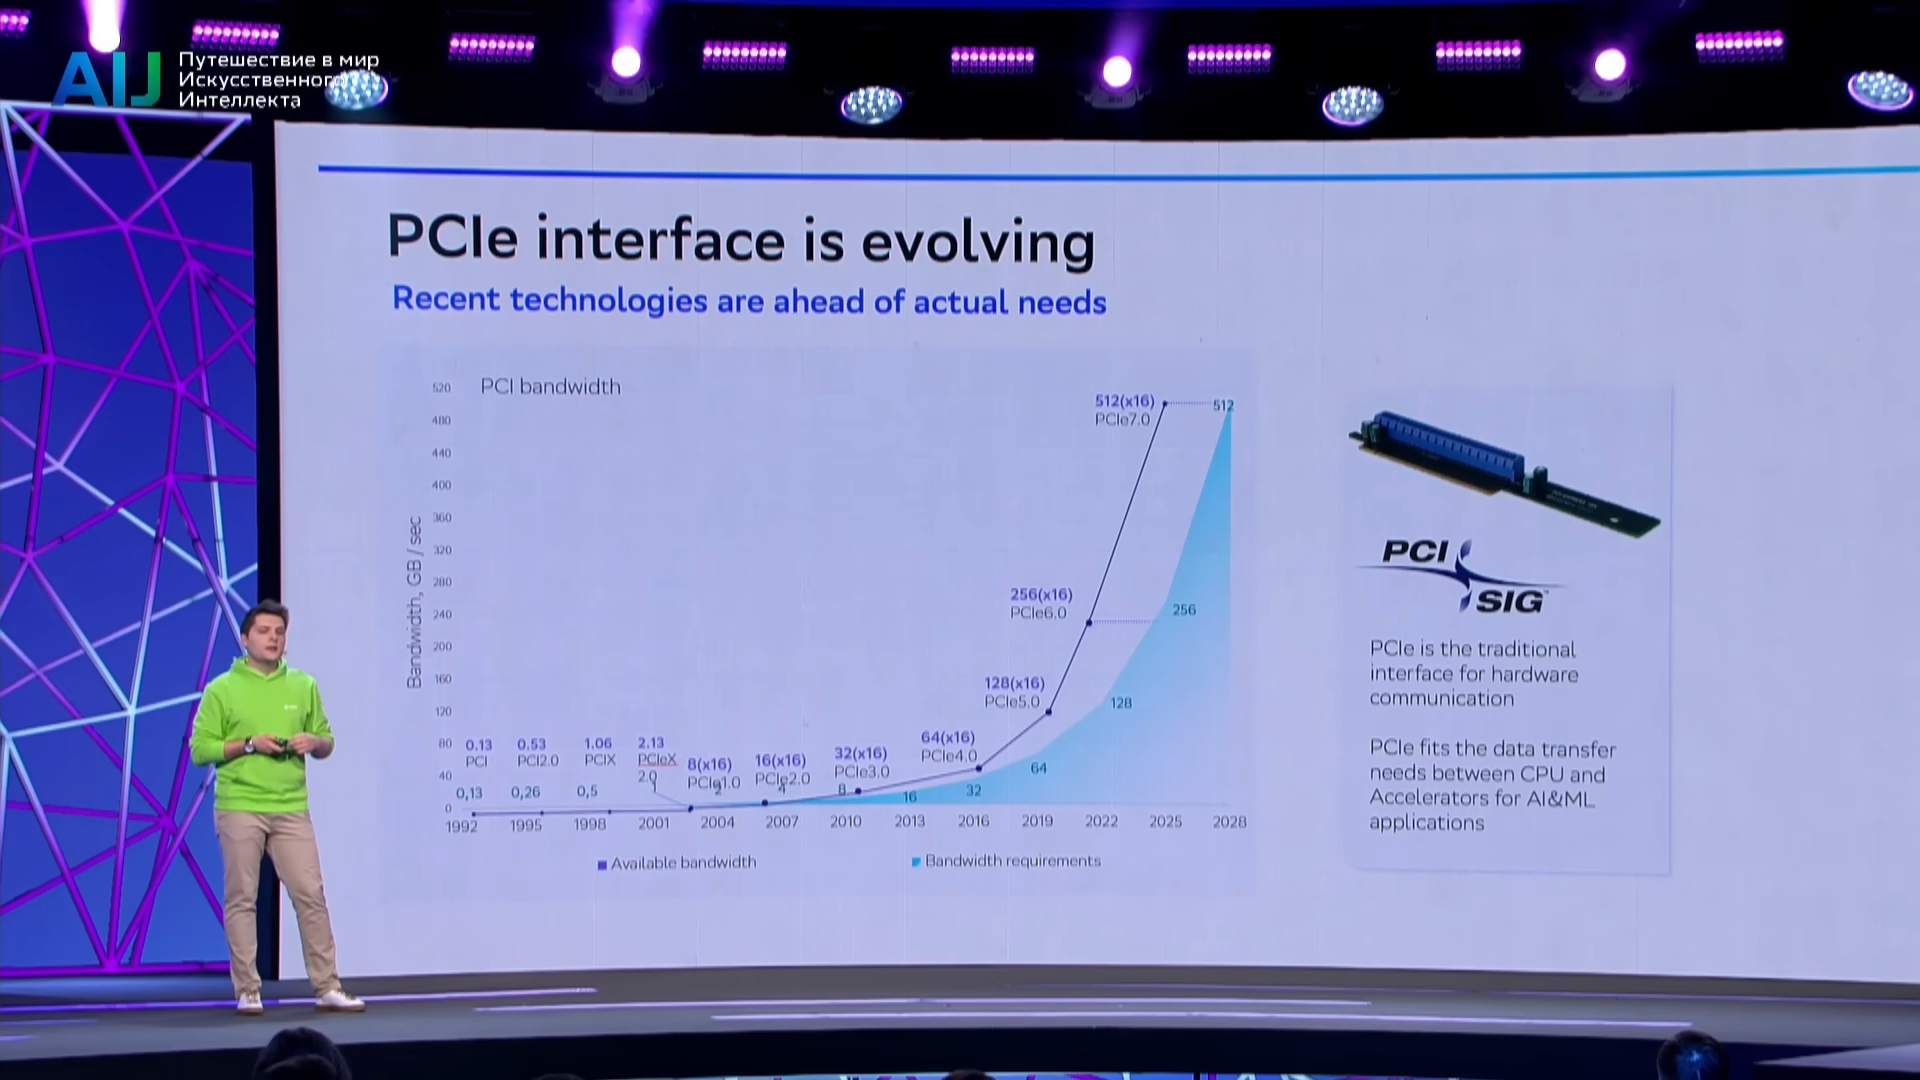 AIJ
Путешествие в мир
Искусственного
Интеллекта
PCIe interface is evolving
Recent technologies are ahead of actual needs
PCI bandwidth
Bandwidth, GB / sec
520
480
440
400
360
320
280
240
200
160
120
80
40
0
0.13
PCI
0.53
PCI2.0
1.06
PCIX
2.13
PCIeX
2.0
8(x16)
PCIe1.0
16(x16)
PCIe2.0
32(x16)
PCIe3.0
64(x16)
PCIe4.0
128(x16)
PCIe5.0
256(x16)
PCIe6.0
512(x16)
PCIe7.0
0,13
0,26
0,5
1
2
4
8
16
32
64
128
256
512
1992 1995 1998 2001 2004 2007 2010 2013 2016 2019 2022 2025 2028
Available bandwidth
Bandwidth requirements
PCI
SIG
PCIe is the traditional
interface for hardware
communication
PCIe fits the data transfer
needs between CPU and
Accelerators for AI&ML
applications